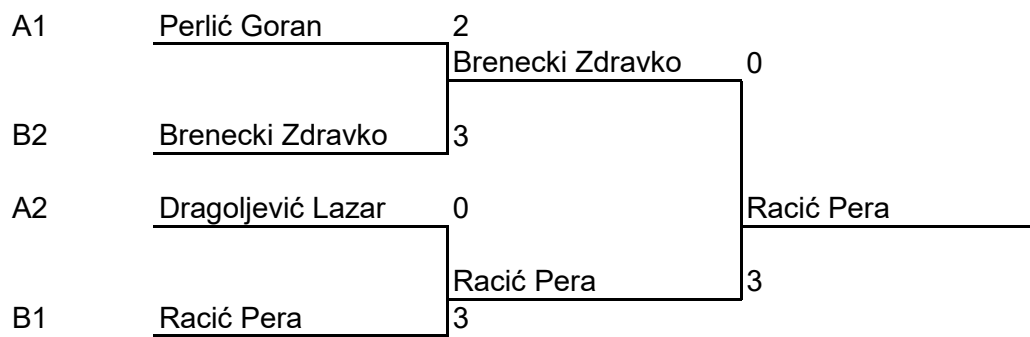 A1 Perlić Goran 2
Brenecki Zdravko 0
B2 Brenecki Zdravko 3
A2 Dragoljević Lazar 0 Racić Pera
Racić Pera 3
B1 Racić Pera 3